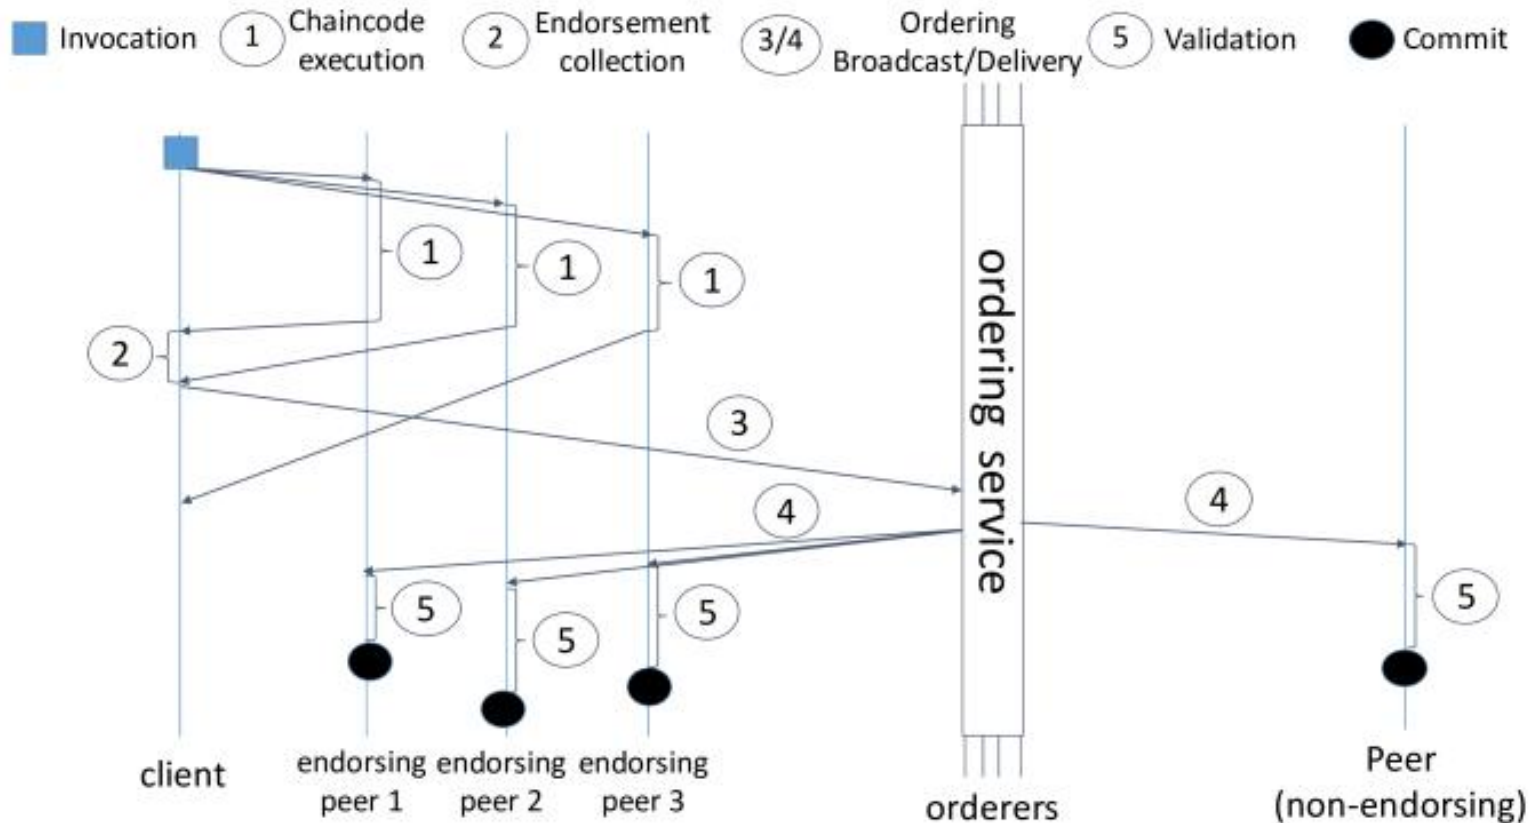 Invocation
1
Chaincode
execution
2
Endorsement
collection
3/4
Ordering
Broadcast/Delivery
5
Validation
Commit
1
1
1
2
3
4
4
5
5
5
5
ordering service
client
endorsing
peer 1
endorsing
peer 2
endorsing
peer 3
orderers
Peer
(non-endorsing)